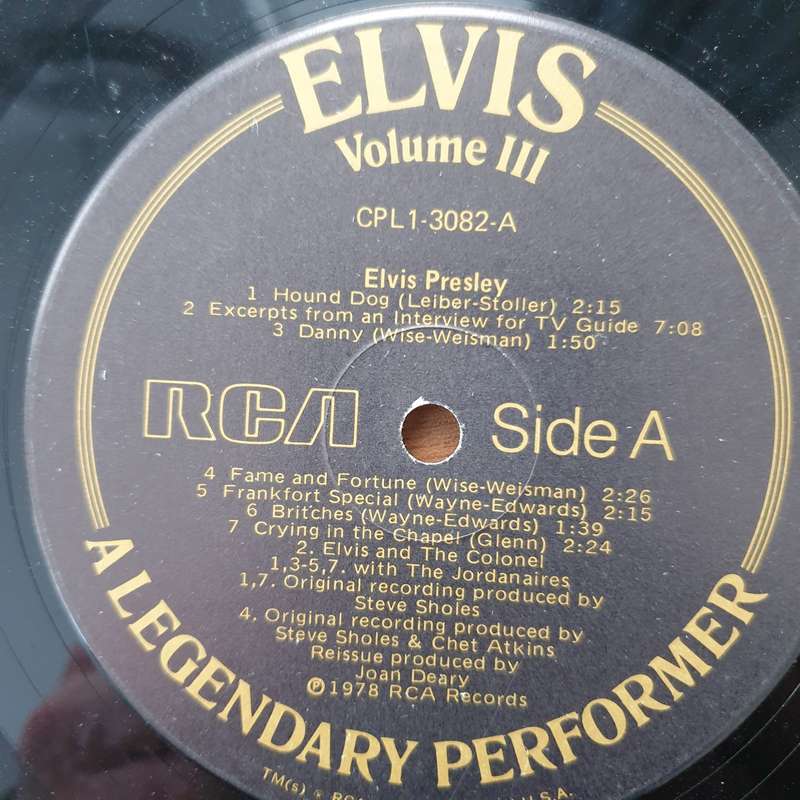 ELVIS
Volume III
CPL1-3082-A
Elvis Presley
1 Hound Dog (Leiber-Stoller) 2:15
2 Excerpts from an Interview for TV Guide 7:08
3 Danny (Wise-Weisman) 1:50
RCA
Side A
4 Fame and Fortune (Wise-Weisman) 2:26
5 Frankfort Special (Wayne-Edwards) 2:15
6 Britches (Wayne-Edwards) 1:39
7 Crying in the Chapel (Glenn) 2:24
2. Elvis and The Colonel
1,3-5,7. with The Jordanaires
1,7. Original recording produced by
Steve Sholes
4. Original recording produced by
Steve Sholes & Chet Atkins
Reissue produced by
Joan Deary
℗1978 RCA Records
A LEGENDARY PERFORMER
TM(s) ®
U.S.A.